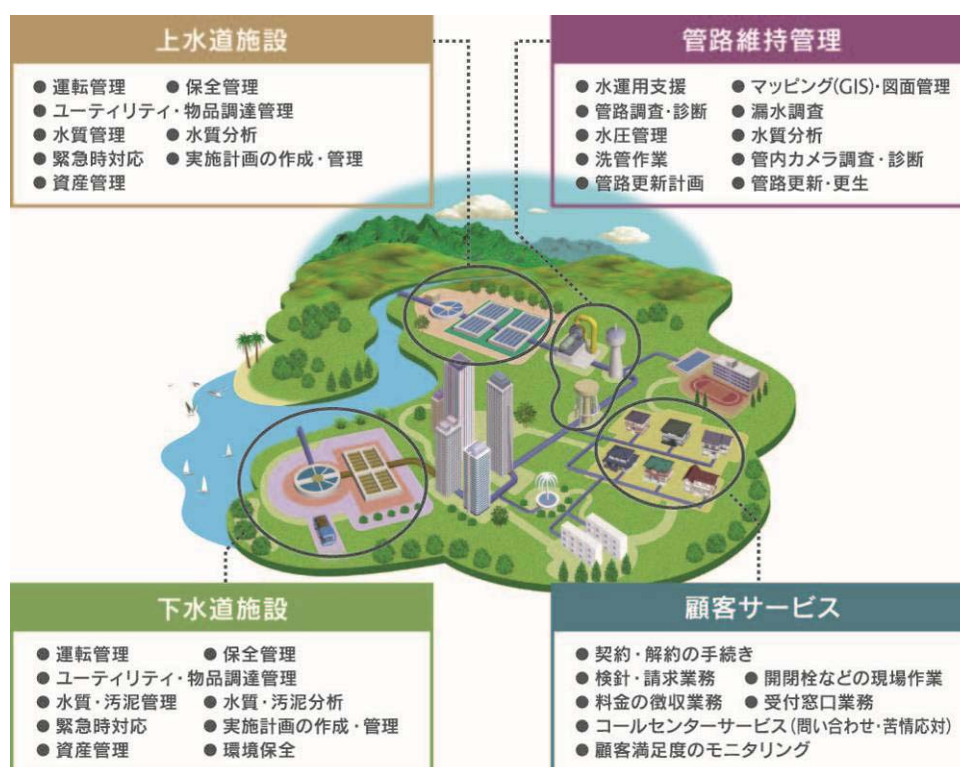 上水道施設
● 運転管理 ● 保全管理
● ユーティリティ・物品調達管理
● 水質管理 ● 水質分析
● 緊急時対応 ● 実施計画の作成・管理
● 資産管理
管路維持管理
● 水運用支援 ● マッピング(GIS)・図面管理
● 管路調査・診断 ● 漏水調査
● 水圧管理 ● 水質分析
● 洗管作業 ● 管内カメラ調査・診断
● 管路更新計画 ● 管路更新・更生
下水道施設
● 運転管理 ● 保全管理
● ユーティリティ・物品調達管理
● 水質・汚泥管理 ● 水質・汚泥分析
● 緊急時対応 ● 実施計画の作成・管理
● 資産管理 ● 環境保全
顧客サービス
● 契約・解約の手続き
● 検針・請求業務 ● 開閉栓などの現場作業
● 料金の徴収業務 ● 受付窓口業務
● コールセンターサービス(問い合わせ・苦情応対)
● 顧客満足度のモニタリング